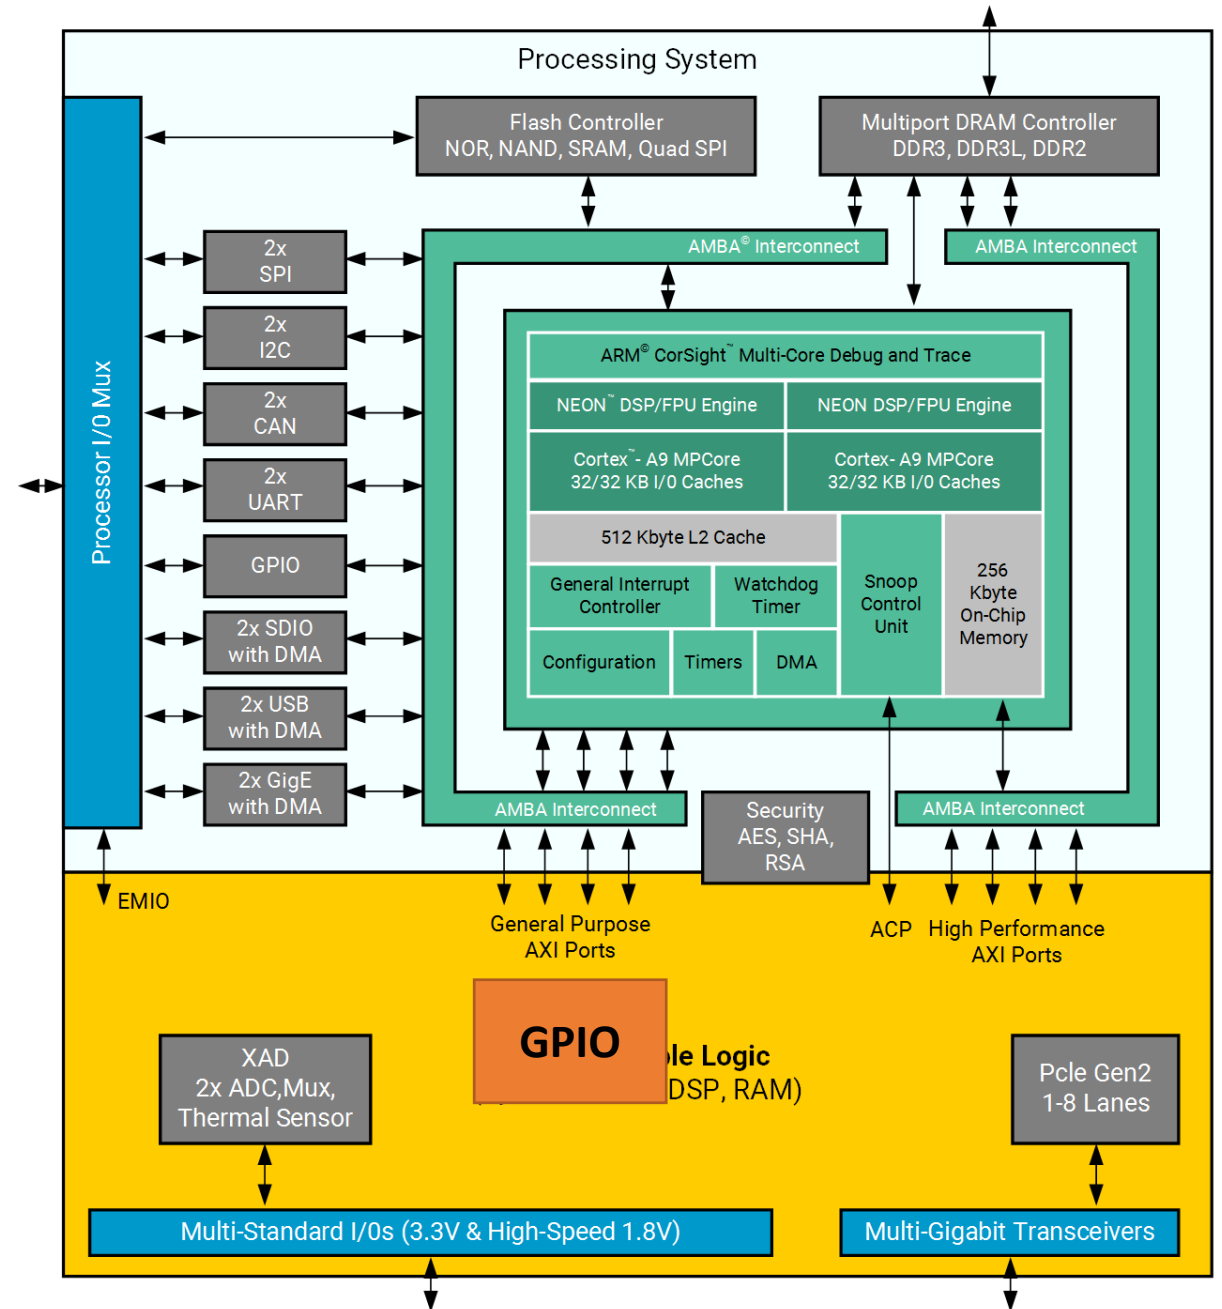 Processing System
Flash Controller
NOR, NAND, SRAM, Quad SPI
Multiport DRAM Controller
DDR3, DDR3L, DDR2
Processor I/0 Mux
2x
SPI
2x
I2C
2x
CAN
2x
UART
GPIO
2x SDIO
with DMA
2x USB
with DMA
2x GigE
with DMA
AMBA© Interconnect
AMBA Interconnect
ARM© CorSight™ Multi-Core Debug and Trace
NEON™ DSP/FPU Engine
NEON DSP/FPU Engine
Cortex™- A9 MPCore
32/32 KB I/0 Caches
Cortex- A9 MPCore
32/32 KB I/0 Caches
512 Kbyte L2 Cache
General Interrupt
Controller
Watchdog
Timer
Configuration
Timers
DMA
Snoop
Control
Unit
256
Kbyte
On-Chip
Memory
AMBA Interconnect
Security
AES, SHA,
RSA
AMBA Interconnect
EMIO
General Purpose
AXI Ports
ACP
High Performance
AXI Ports
GPIO
Logic
DSP, RAM)
XAD
2x ADC,Mux,
Thermal Sensor
Pcle Gen2
1-8 Lanes
Multi-Standard I/0s (3.3V & High-Speed 1.8V)
Multi-Gigabit Transceivers